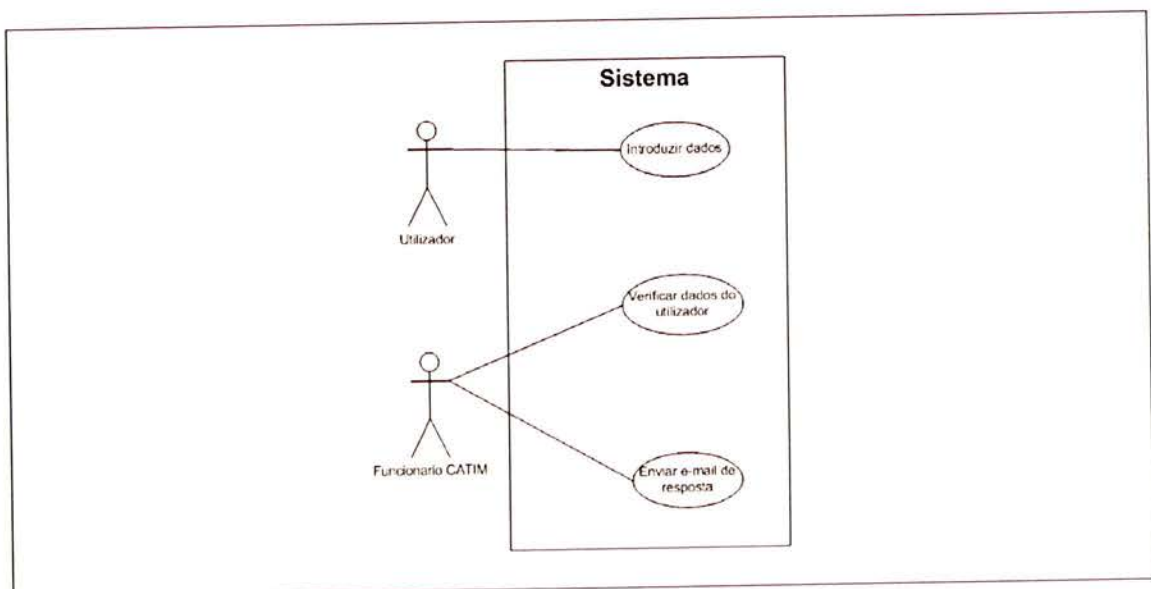 Sistema
Introduzir dados
Utilizador
Verificar dados do
utilizador
Funcionario CATIM
Enviar e-mail de
resposta